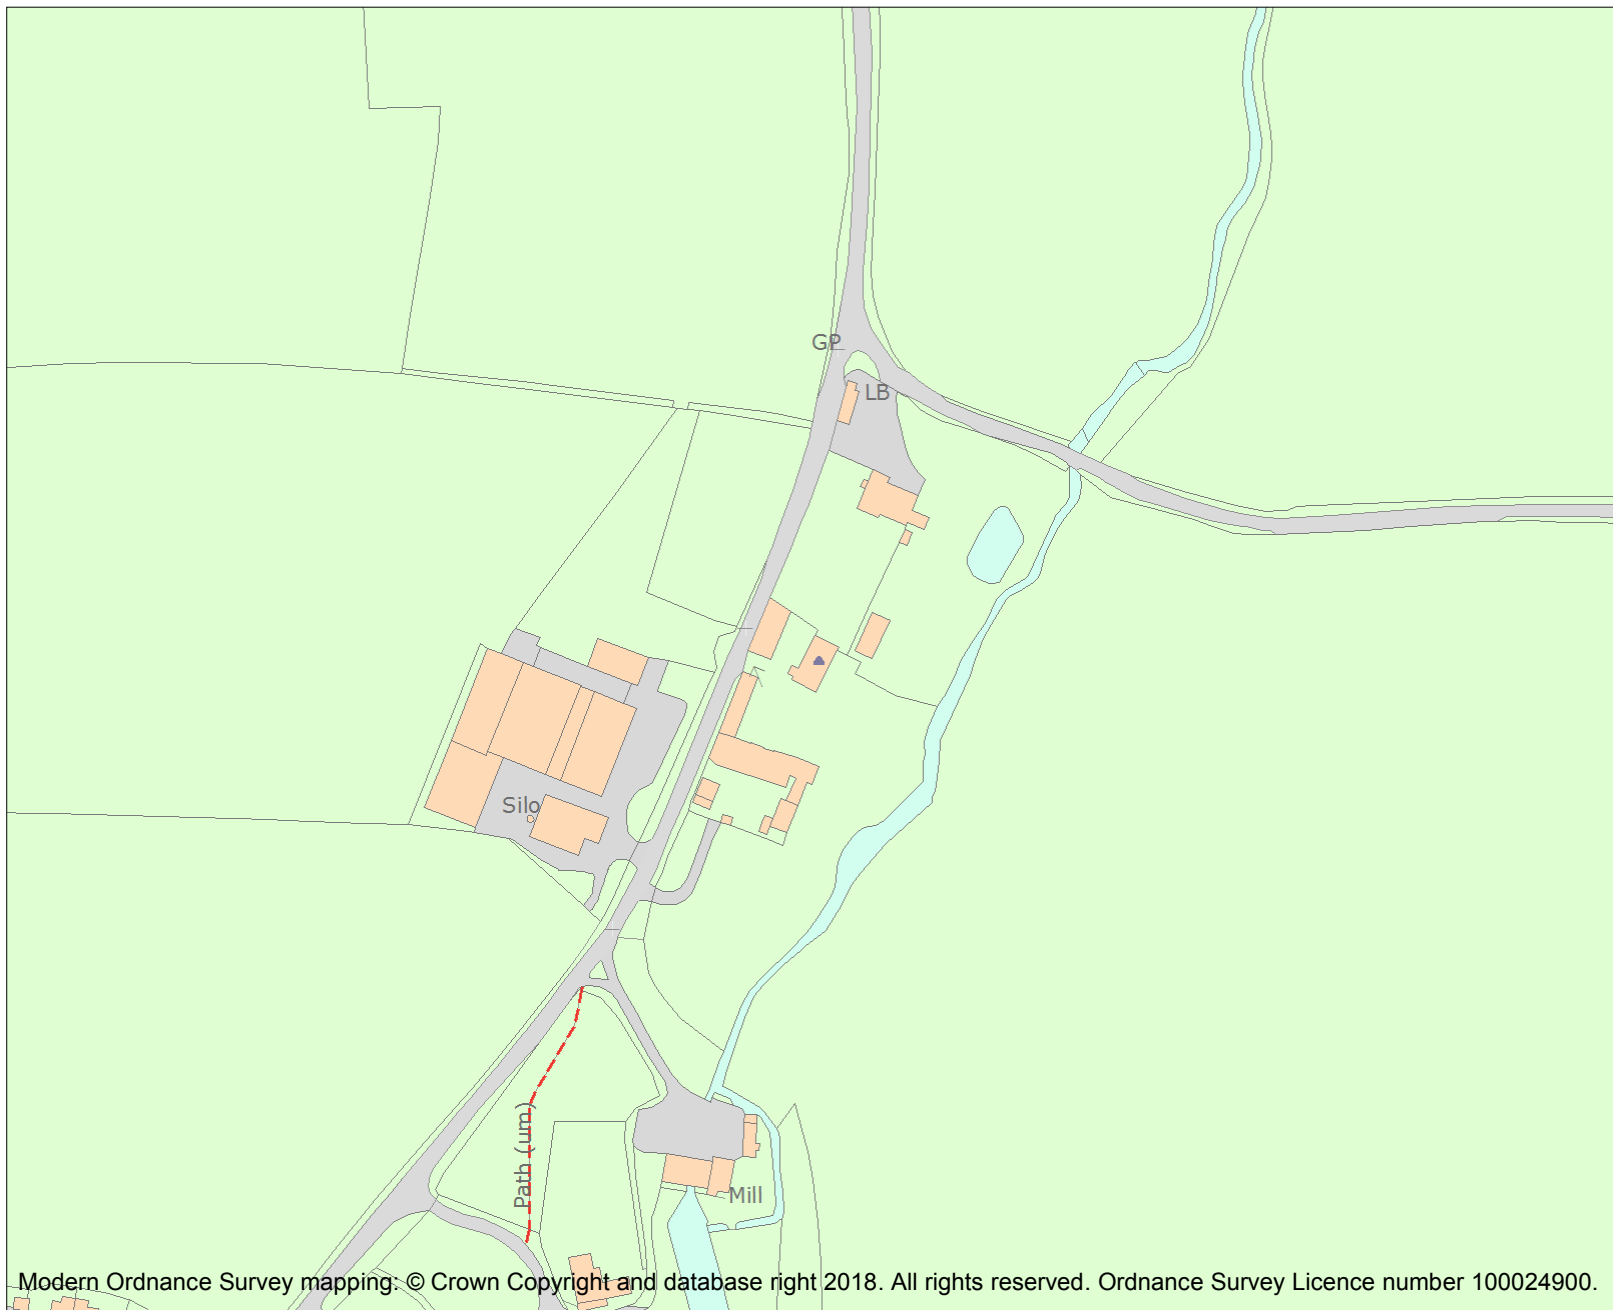 GP
LB
Silo
Path (um)
Mill
Modern Ordnance Survey mapping: © Crown Copyright and database right 2018. All rights reserved. Ordnance Survey Licence number 100024900.